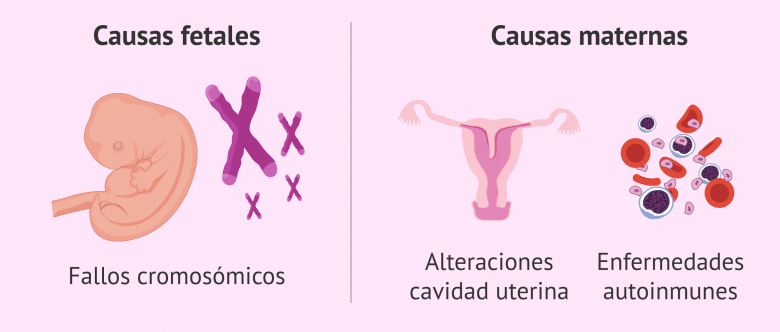 Causas fetales
Fallos cromosómicos
Causas maternas
Alteraciones
cavidad uterina
Enfermedades
autoinmunes